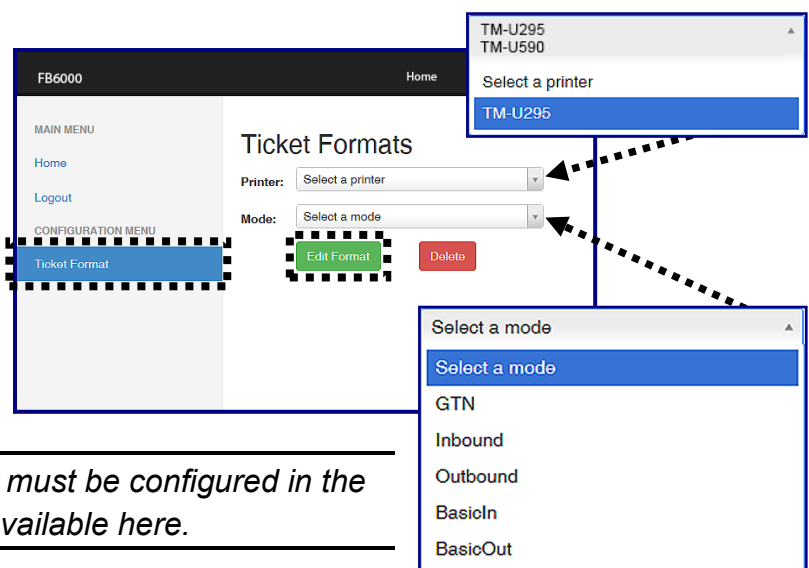 TM-U295
TM-U590
Select a printer
TM-U295
FB6000
Home
MAIN MENU
Home
Logout
CONFIGURATION MENU
Ticket Format
Ticket Formats
Printer: Select a printer
Mode: Select a mode
Edit Format Delete
Select a mode
Select a mode
GTN
Inbound
Outbound
BasicIn
BasicOut
must be configured in the
vailable here.